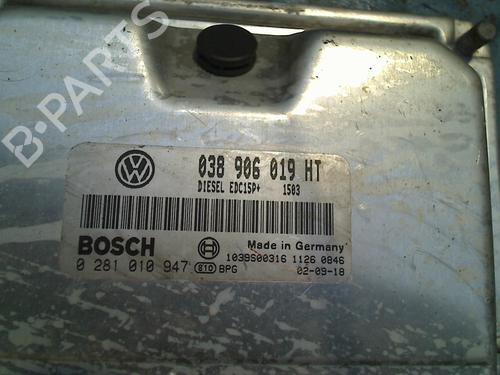 B-PARTS
038 906 019 HT
DIESEL EDC15P+ 1503
BOSCH
Made in Germany
1039S00316 1126 0846
0 281 010 947 810 BPG 02-09-18